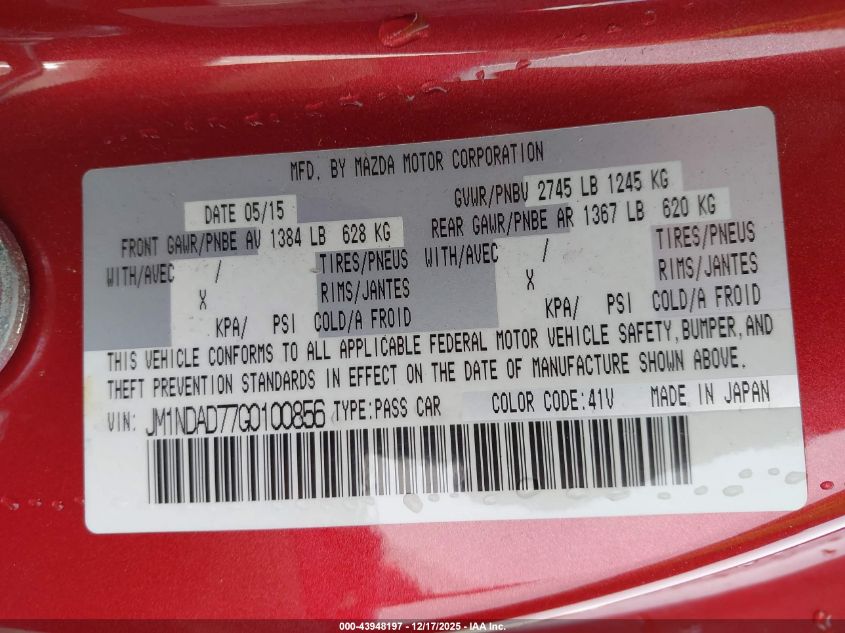 MFD. BY MAZDA MOTOR CORPORATION
DATE 05/15
GVWR/PNBV 2745 LB 1245 KG
FRONT GAWR/PNBE AV 1384 LB 628 KG
REAR GAWR/PNBE AR 1367 LB 620 KG
WITH/AVEC / TIRES/PNEUS WITH/AVEC / TIRES/PNEUS
X RIMS/JANTES X RIMS/JANTES
KPA/ PSI COLD/A FROID KPA/ PSI COLD/A FROID
THIS VEHICLE CONFORMS TO ALL APPLICABLE FEDERAL MOTOR VEHICLE SAFETY, BUMPER, AND
THEFT PREVENTION STANDARDS IN EFFECT ON THE DATE OF MANUFACTURE SHOWN ABOVE.
VIN: JM1NDAD77G0100856 TYPE:PASS CAR COLOR CODE:41V MADE IN JAPAN
000-43948197 — 12/17/2025 — IAA Inc.